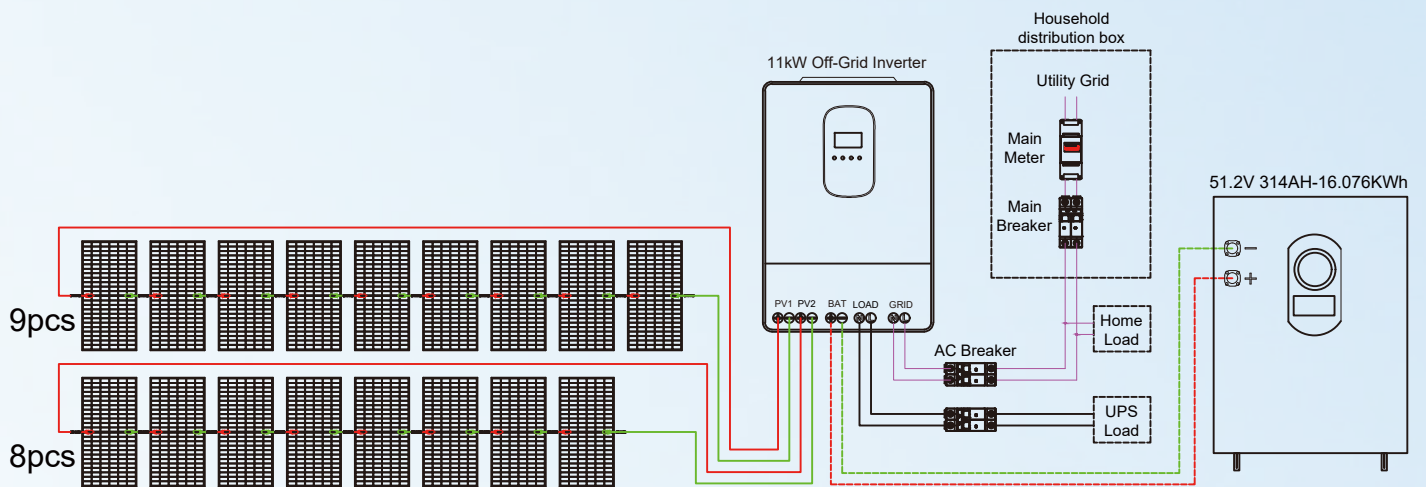 Household
distribution box
11kW Off-Grid Inverter
Utility Grid
Main
Meter
51.2V 314AH-16.076KWh
Main
Breaker
−
+
9pcs
PV1 PV2 BAT LOAD GRID
Home
Load
AC Breaker
UPS
Load
8pcs